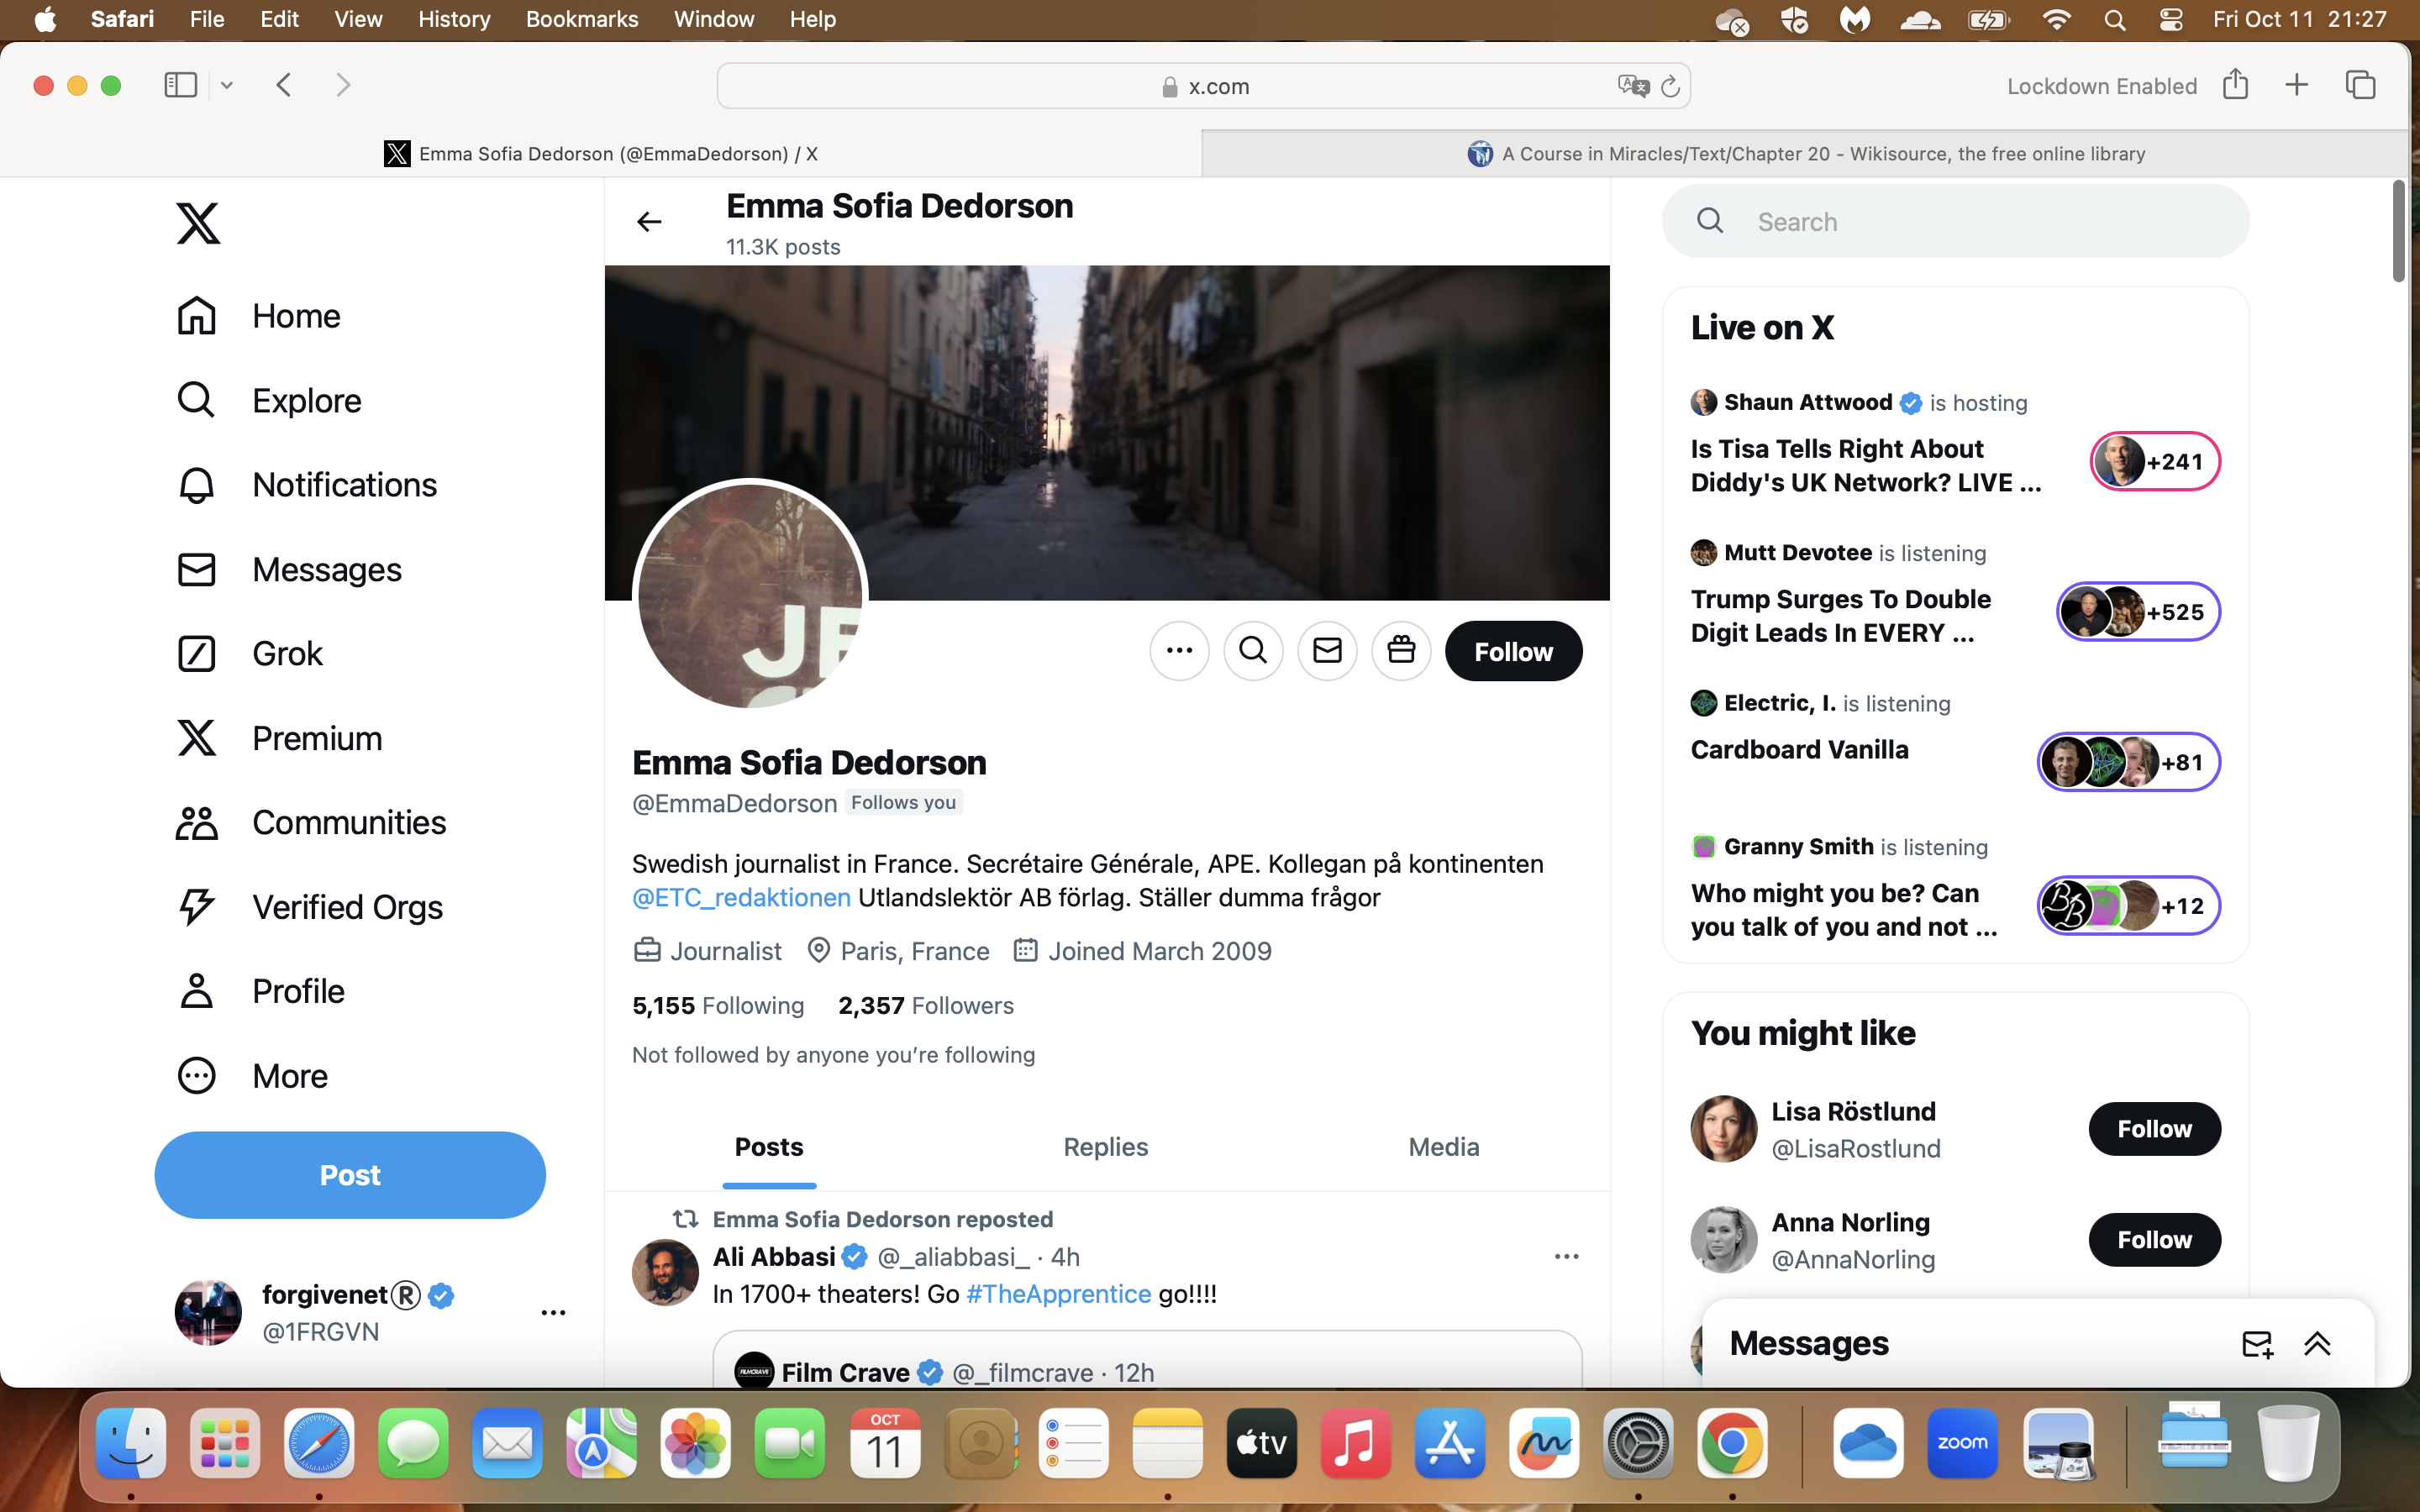 Safari File Edit View History Bookmarks Window Help
Fri Oct 11 21:27
x.com
Lockdown Enabled
Emma Sofia Dedorson (@EmmaDedorson) / X
A Course in Miracles/Text/Chapter 20 - Wikisource, the free online library
Home
Explore
Notifications
Messages
Grok
Premium
Communities
Verified Orgs
Profile
More
Post
forgivenet®
@1FRGVN
Emma Sofia Dedorson
11.3K posts
JE
Follow
Emma Sofia Dedorson
@EmmaDedorson Follows you
Swedish journalist in France. Secrétaire Générale, APE. Kollegan på kontinenten
@ETC_redaktionen Utlandslektör AB förlag. Ställer dumma frågor
Journalist Paris, France Joined March 2009
5,155 Following 2,357 Followers
Not followed by anyone you’re following
Posts Replies Media
Emma Sofia Dedorson reposted
Ali Abbasi @_aliabbasi_ · 4h
In 1700+ theaters! Go #TheApprentice go!!!!
FILMCRAVE
Film Crave @_filmcrave · 12h
Search
Live on X
Shaun Attwood is hosting
Is Tisa Tells Right About
Diddy's UK Network? LIVE ...
+241
Mutt Devotee is listening
Trump Surges To Double
Digit Leads In EVERY ...
+525
Electric, I. is listening
Cardboard Vanilla
+81
Granny Smith is listening
Who might you be? Can
you talk of you and not ...
BB
+12
You might like
Lisa Röstlund
@LisaRostlund
Follow
Anna Norling
@AnnaNorling
Follow
Messages
OCT
11
tv
zoom